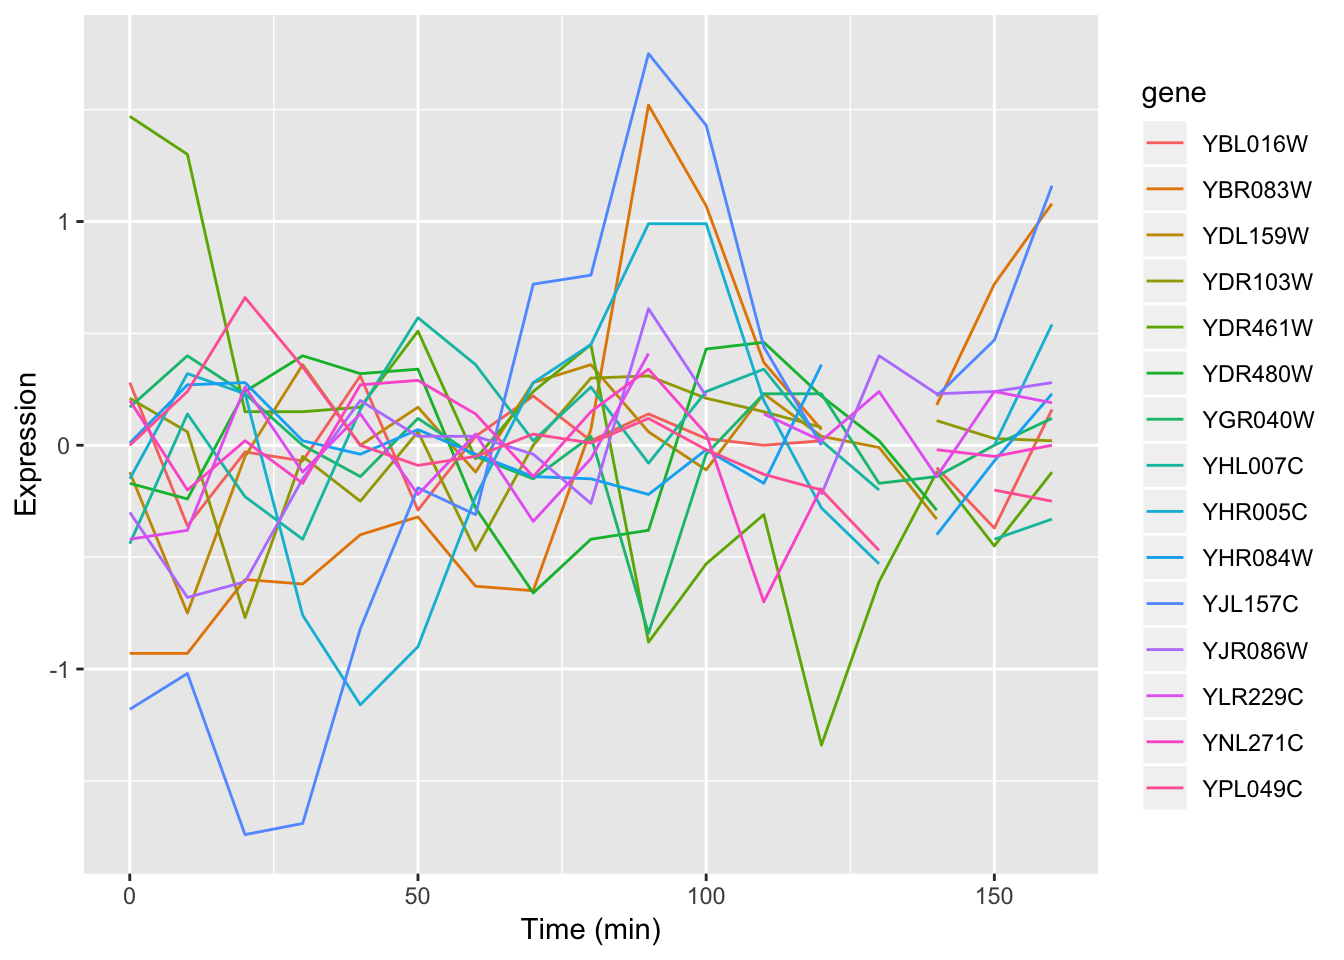 Expression
1
0
-1
0
50
100
150
Time (min)
gene
YBL016W
YBR083W
YDL159W
YDR103W
YDR461W
YDR480W
YGR040W
YHL007C
YHR005C
YHR084W
YJL157C
YJR086W
YLR229C
YNL271C
YPL049C